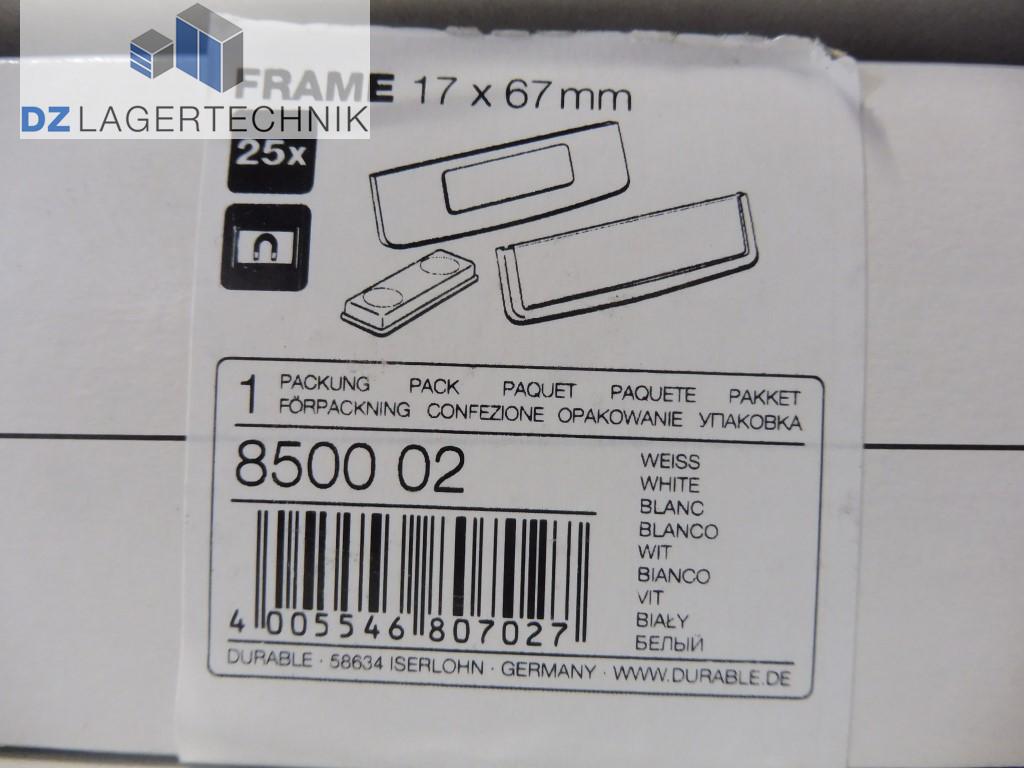 DZ LAGERTECHNIK
FRAME 17 x 67 mm
25x
1 PACKUNG PACK PAQUET PAQUETE PAKKET
FÖRPACKNING CONFEZIONE OPAKOWANIE УПАКОВКА
8500 02
WEISS
WHITE
BLANC
BLANCO
WIT
BIANCO
VIT
BIAŁY
БЕЛЫЙ
4 005546 807027
DURABLE · 58634 ISERLOHN · GERMANY · WWW.DURABLE.DE